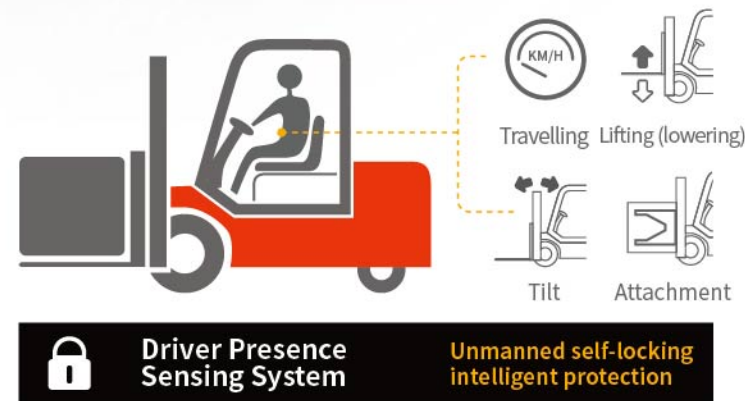 KM/H
Travelling
Lifting (lowering)
Tilt
Attachment
Driver Presence
Sensing System
Unmanned self-locking
intelligent protection